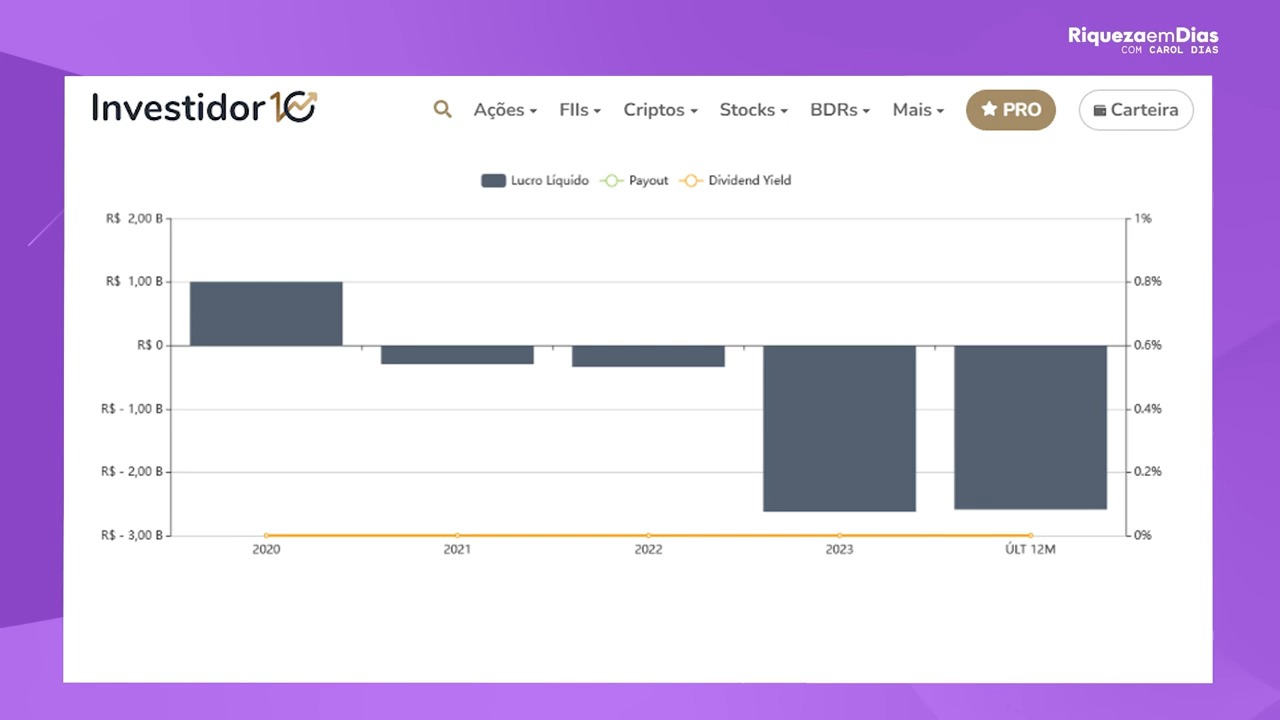 RiquezaemDias
COM CAROL DIAS
Investidor 10
Ações
FIIs
Criptos
Stocks
BDRs
Mais
PRO
Carteira
Lucro Líquido
Payout
Dividend Yield
R$ 2,00 B
R$ 1,00 B
R$ 0
R$ - 1,00 B
R$ - 2,00 B
R$ - 3,00 B
1%
0.8%
0.6%
0.4%
0.2%
0%
2020
2021
2022
2023
ÚLT 12M